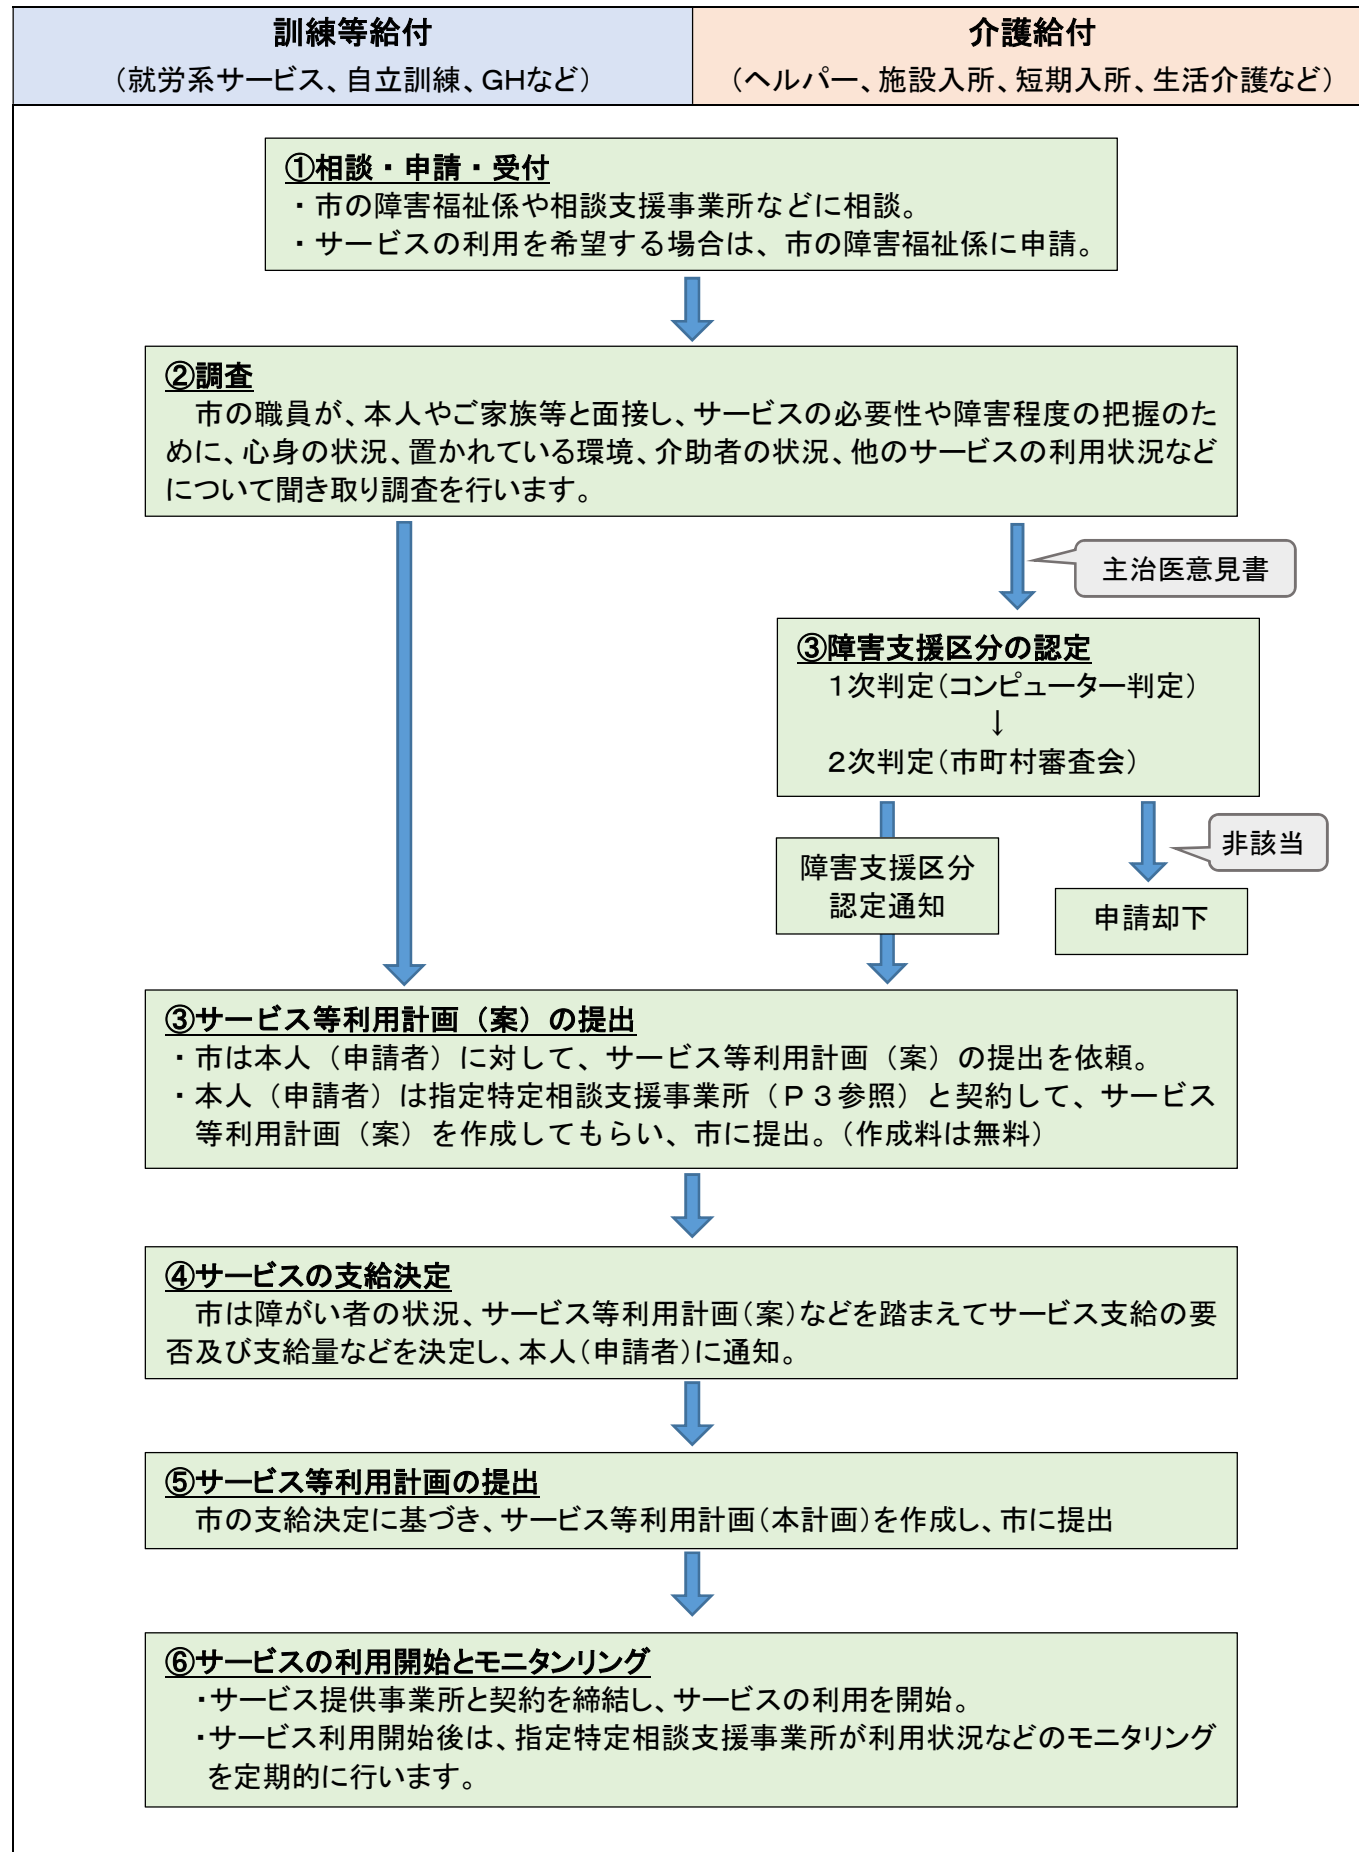 訓練等給付
（就労系サービス、自立訓練、GHなど）
介護給付
（ヘルパー、施設入所、短期入所、生活介護など）
①相談・申請・受付
・市の障害福祉係や相談支援事業所などに相談。
・サービスの利用を希望する場合は、市の障害福祉係に申請。
②調査
市の職員が、本人やご家族等と面接し、サービスの必要性や障害程度の把握のた
めに、心身の状況、置かれている環境、介助者の状況、他のサービスの利用状況など
について聞き取り調査を行います。
主治医意見書
③障害支援区分の認定
１次判定（コンピューター判定）
↓
２次判定（市町村審査会）
障害支援区分
認定通知
非該当
申請却下
③サービス等利用計画（案）の提出
・市は本人（申請者）に対して、サービス等利用計画（案）の提出を依頼。
・本人（申請者）は指定特定相談支援事業所（Ｐ３参照）と契約して、サービス
等利用計画（案）を作成してもらい、市に提出。（作成料は無料）
④サービスの支給決定
市は障がい者の状況、サービス等利用計画（案）などを踏まえてサービス支給の要
否及び支給量などを決定し、本人（申請者）に通知。
⑤サービス等利用計画の提出
市の支給決定に基づき、サービス等利用計画（本計画）を作成し、市に提出
⑥サービスの利用開始とモニタンリング
・サービス提供事業所と契約を締結し、サービスの利用を開始。
・サービス利用開始後は、指定特定相談支援事業所が利用状況などのモニタリング
を定期的に行います。